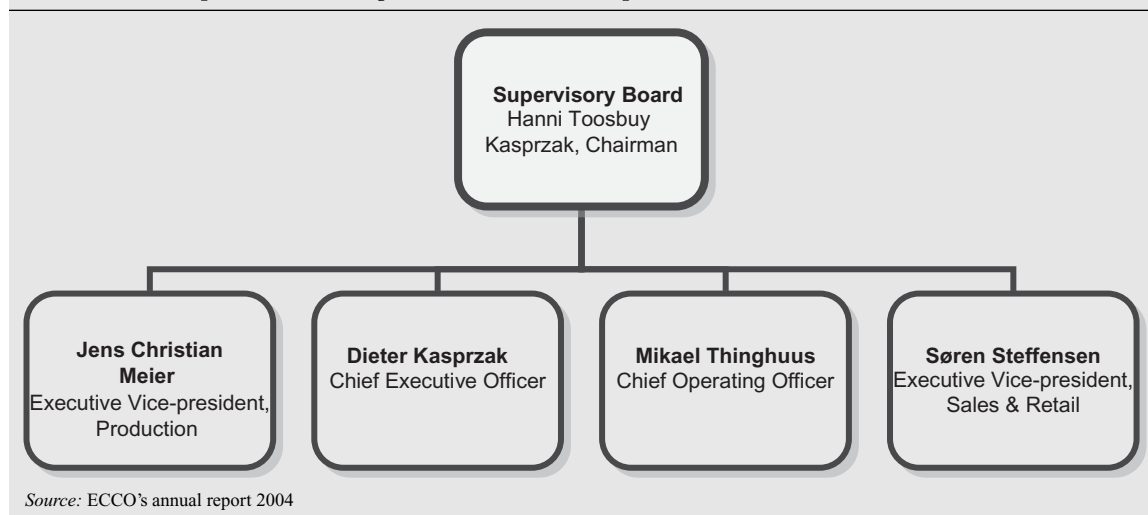 Supervisory Board
Hanni Toosbuy
Kasprzak, Chairman
Jens Christian
Meier
Executive Vice-president,
Production
Dieter Kasprzak
Chief Executive Officer
Mikael Thinghuus
Chief Operating Officer
Søren Steffensen
Executive Vice-president,
Sales & Retail
Source: ECCO’s annual report 2004